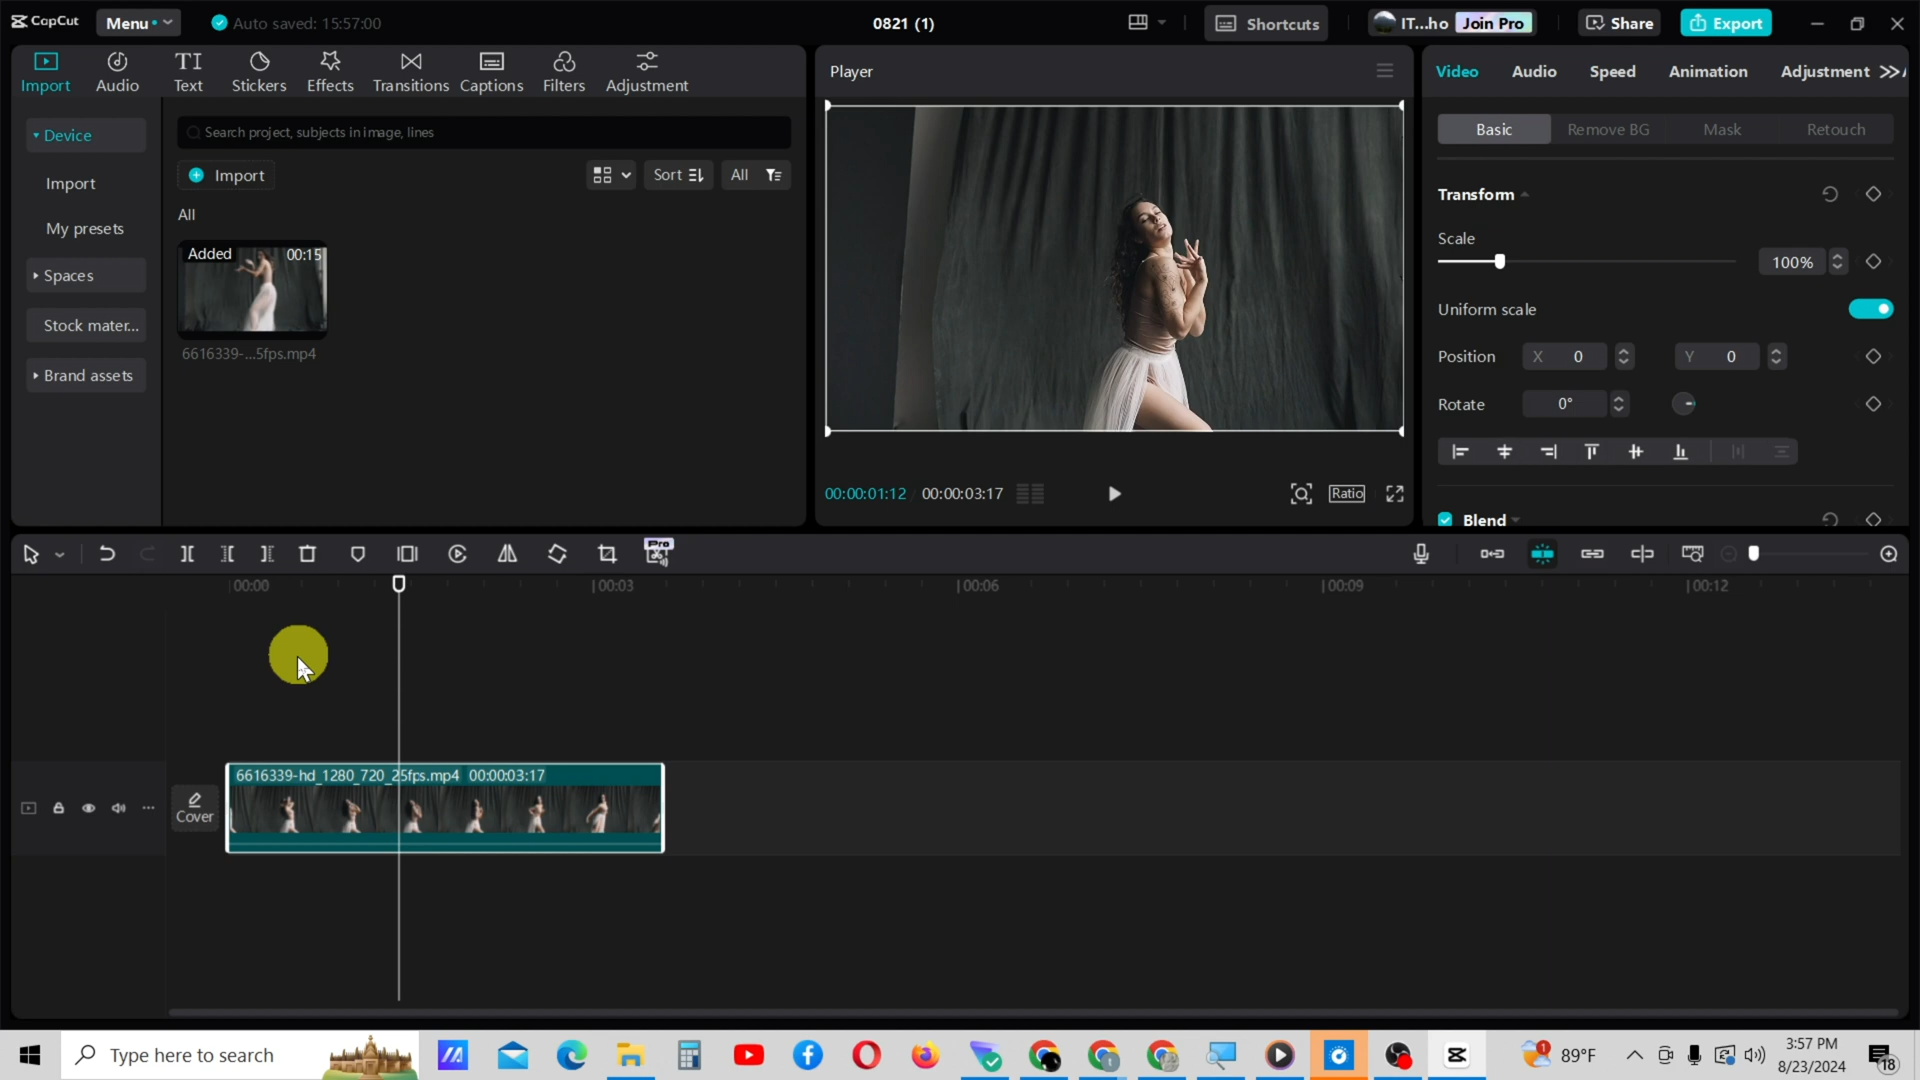 CapCut
Menu
Auto saved: 15:57:00
0821 (1)
Shortcuts
IT...ho
Join Pro
Share
Export
Import
Audio
Text
Stickers
Effects
Transitions
Captions
Filters
Adjustment
Device
Import
My presets
Spaces
Stock mater...
Brand assets
Search project, subjects in image, lines
Import
Sort
All
All
Added
00:15
6616339-...5fps.mp4
Player
00:00:01:12
00:00:03:17
Ratio
Video
Audio
Speed
Animation
Adjustment
Basic
Remove BG
Mask
Retouch
Transform
Scale
100%
Uniform scale
Position
X 0
Y 0
Rotate
0°
Blend
Pro
00:00
00:03
00:06
00:09
00:12
Cover
6616339-hd_1280_720_25fps.mp4 00:00:03:17
Type here to search
89°F
3:57 PM
8/23/2024
18